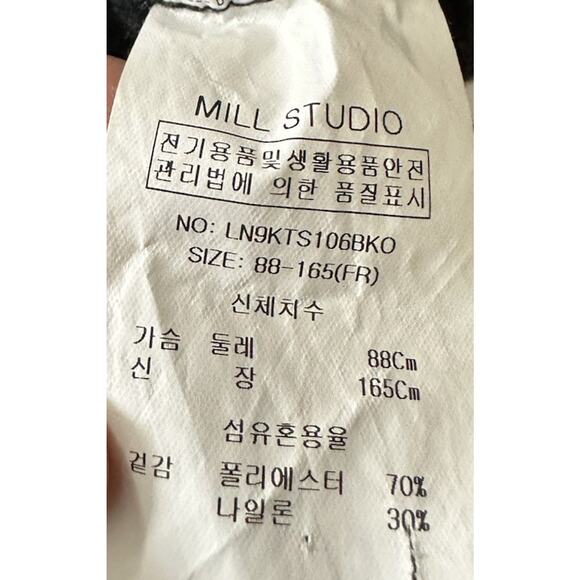 MILL STUDIO
전기용품및생활용품안전
관리법에 의한 품질표시
NO: LN9KTS106BKO
SIZE: 88-165(FR)
신체치수
가슴 둘레 88Cm
신 장 165Cm
섬유혼용율
겉감 폴리에스터 70%
나일론 30%